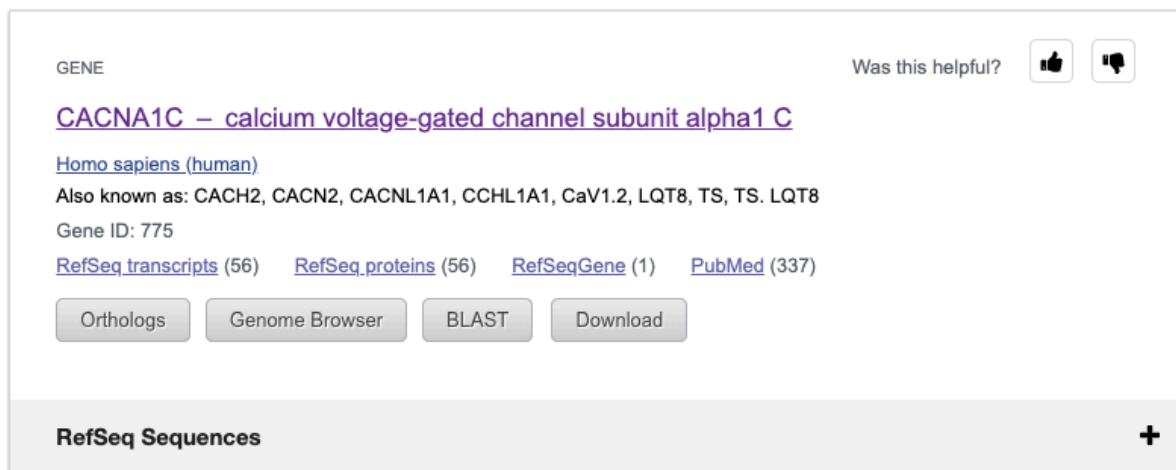 GENE
Was this helpful?
CACNA1C – calcium voltage-gated channel subunit alpha1 C
Homo sapiens (human)
Also known as: CACH2, CACN2, CACNL1A1, CCHL1A1, CaV1.2, LQT8, TS, TS. LQT8
Gene ID: 775
RefSeq transcripts (56) RefSeq proteins (56) RefSeqGene (1) PubMed (337)
Orthologs Genome Browser BLAST Download
RefSeq Sequences